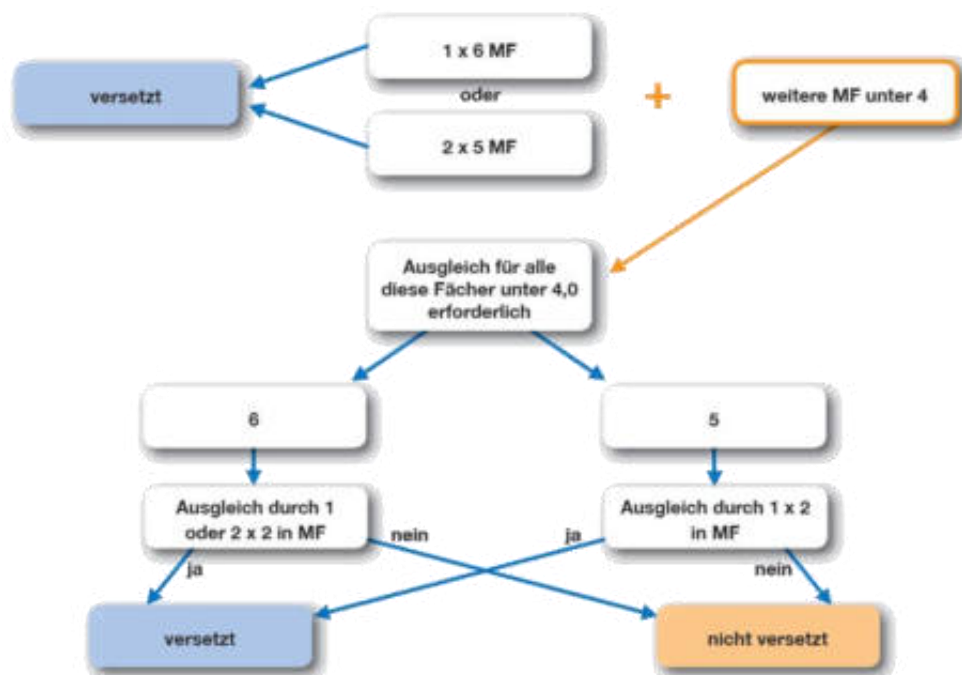 1 x 6 MF
versetzt
oder
+
weitere MF unter 4
2 x 5 MF
Ausgleich für alle
diese Fächer unter 4,0
erforderlich
6
5
Ausgleich durch 1
oder 2 x 2 in MF
nein
ja
Ausgleich durch 1 x 2
in MF
ja
nein
versetzt
nicht versetzt